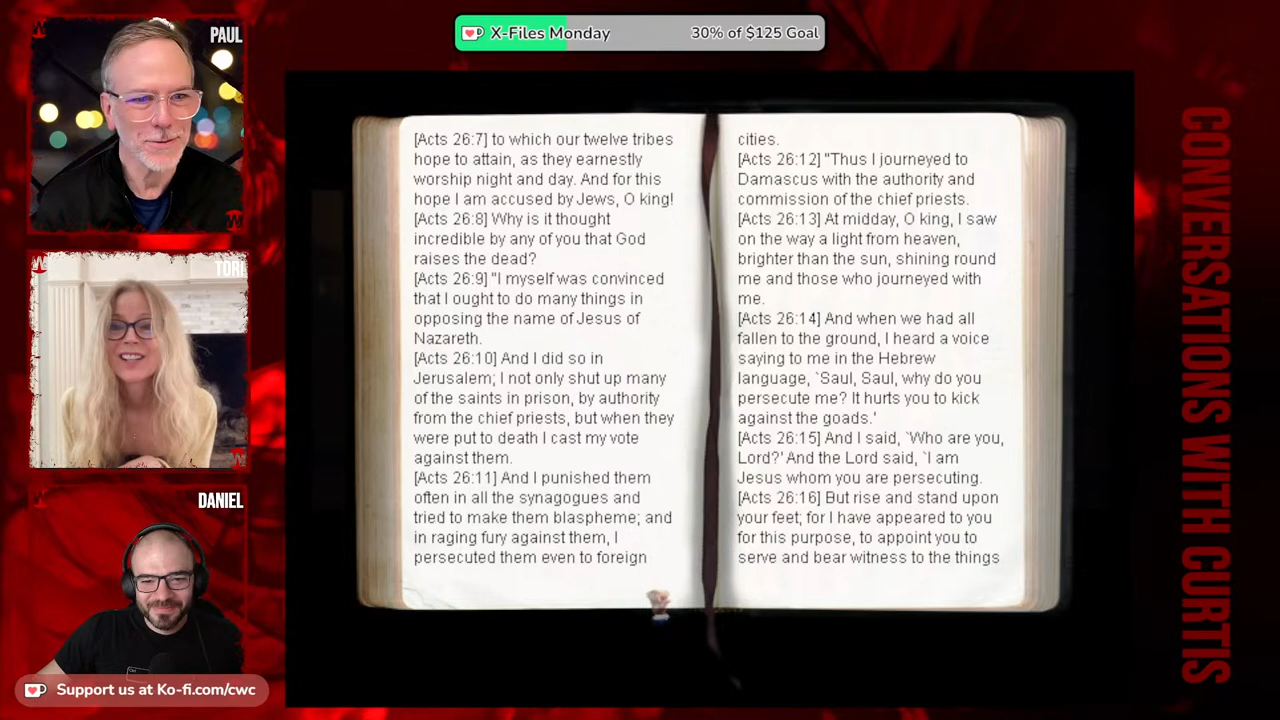 PAUL
X-Files Monday
30% of $125 Goal
TORI
DANIEL
Support us at Ko-fi.com/cwc
[Acts 26:7] to which our twelve tribes
hope to attain, as they earnestly
worship night and day. And for this
hope I am accused by Jews, O king!
[Acts 26:8] Why is it thought
incredible by any of you that God
raises the dead?
[Acts 26:9] "I myself was convinced
that I ought to do many things in
opposing the name of Jesus of
Nazareth.
[Acts 26:10] And I did so in
Jerusalem; I not only shut up many
of the saints in prison, by authority
from the chief priests, but when they
were put to death I cast my vote
against them.
[Acts 26:11] And I punished them
often in all the synagogues and
tried to make them blaspheme; and
in raging fury against them, I
persecuted them even to foreign
cities.
[Acts 26:12] "Thus I journeyed to
Damascus with the authority and
commission of the chief priests.
[Acts 26:13] At midday, O king, I saw
on the way a light from heaven,
brighter than the sun, shining round
me and those who journeyed with
me.
[Acts 26:14] And when we had all
fallen to the ground, I heard a voice
saying to me in the Hebrew
language, `Saul, Saul, why do you
persecute me? It hurts you to kick
against the goads.'
[Acts 26:15] And I said, `Who are you,
Lord?' And the Lord said, `I am
Jesus whom you are persecuting.
[Acts 26:16] But rise and stand upon
your feet; for I have appeared to you
for this purpose, to appoint you to
serve and bear witness to the things
CONVERSATIONS WITH CURTIS